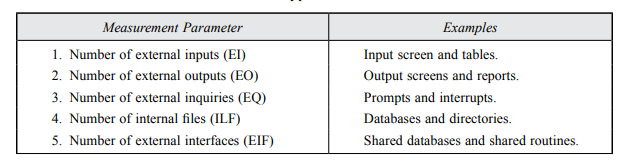 Measurement Parameter Examples
1. Number of external inputs (EI) Input screen and tables.
2. Number of external outputs (EO) Output screens and reports.
3. Number of external inquiries (EQ) Prompts and interrupts.
4. Number of internal files (ILF) Databases and directories.
5. Number of external interfaces (EIF) Shared databases and shared routines.